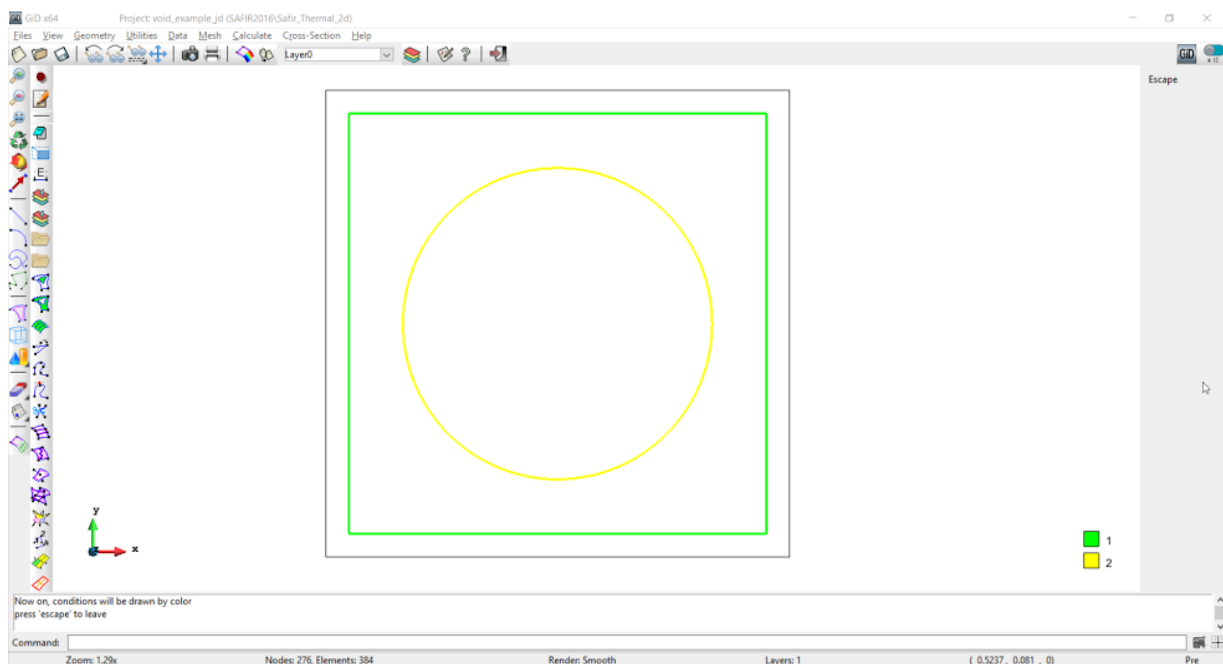 GiD x64 Project: void_example_jd (SAFIR2016\Safir_Thermal_2d)
Files View Geometry Utilities Data Mesh Calculate Cross-Section Help
Layer0
GiD
x 12
Escape
E
y
x
1
2
Now on, conditions will be drawn by color
press 'escape' to leave
Command:
Zoom: 1.29x Nodes: 276, Elements: 384 Render: Smooth Layers: 1 ( 0.5237, 0.081 , 0) Pre